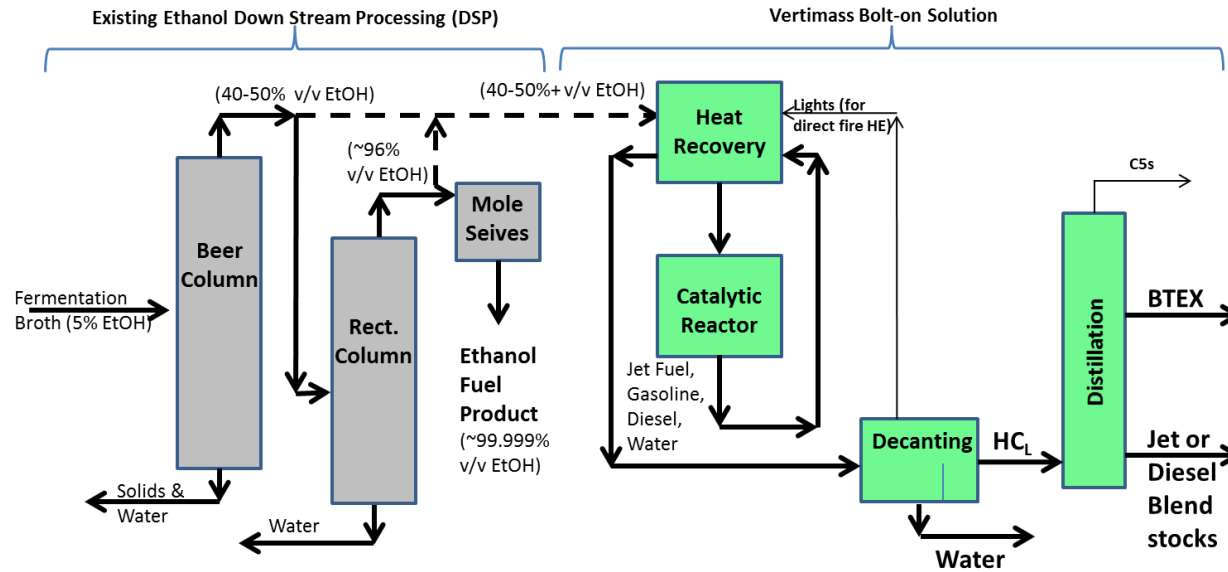 Existing Ethanol Down Stream Processing (DSP)
Vertimass Bolt-on Solution
(40-50% v/v EtOH)
(40-50%+ v/v EtOH)
Heat
Recovery
Lights (for
direct fire HE)
(~96%
v/v EtOH)
C5s
Mole
Seives
Beer
Column
Fermentation
Broth (5% EtOH)
Rect.
Column
Catalytic
Reactor
BTEX
Distillation
Ethanol
Fuel
Product
(~99.999%
v/v EtOH)
Jet Fuel,
Gasoline,
Diesel,
Water
Decanting
HCL
Jet or
Diesel
Blend
stocks
Solids &
Water
Water
Water